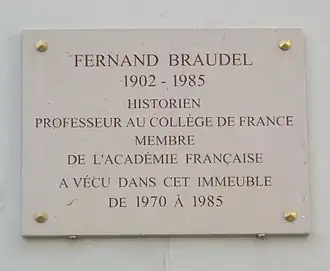 FERNAND BRAUDEL
1902 - 1985
HISTORIEN
PROFESSEUR AU COLLÈGE DE FRANCE
MEMBRE
DE L'ACADÉMIE FRANÇAISE
A VÉCU DANS CET IMMEUBLE
DE 1970 À 1985